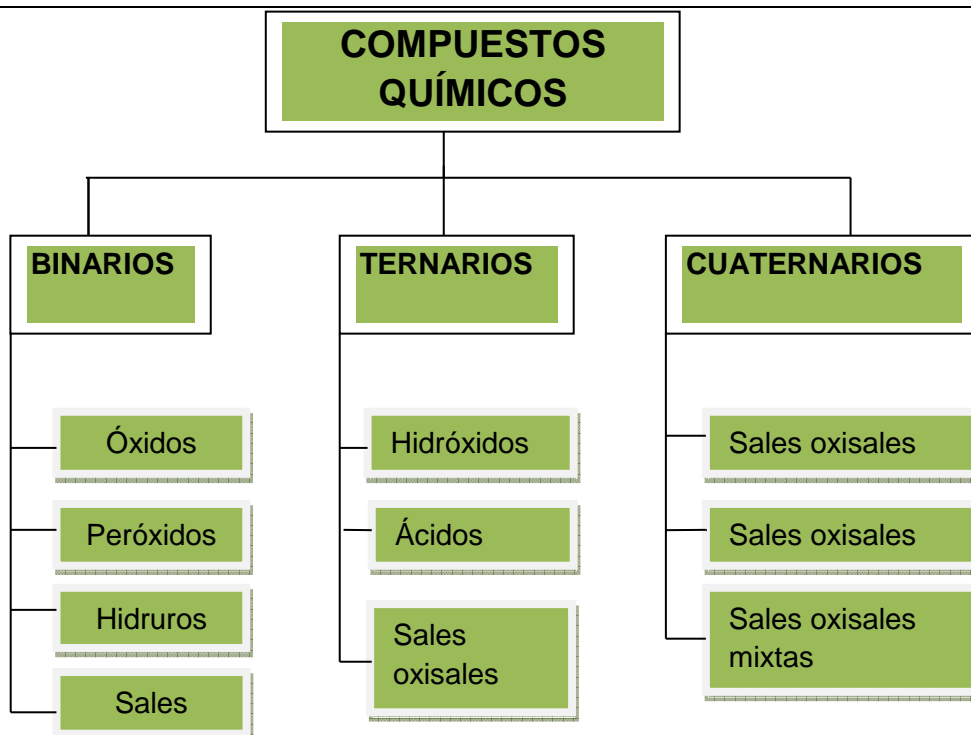 COMPUESTOS
QUÍMICOS
BINARIOS
TERNARIOS
CUATERNARIOS
Óxidos
Peróxidos
Hidruros
Sales
Hidróxidos
Ácidos
Sales
oxisales
Sales oxisales
Sales oxisales
Sales oxisales
mixtas